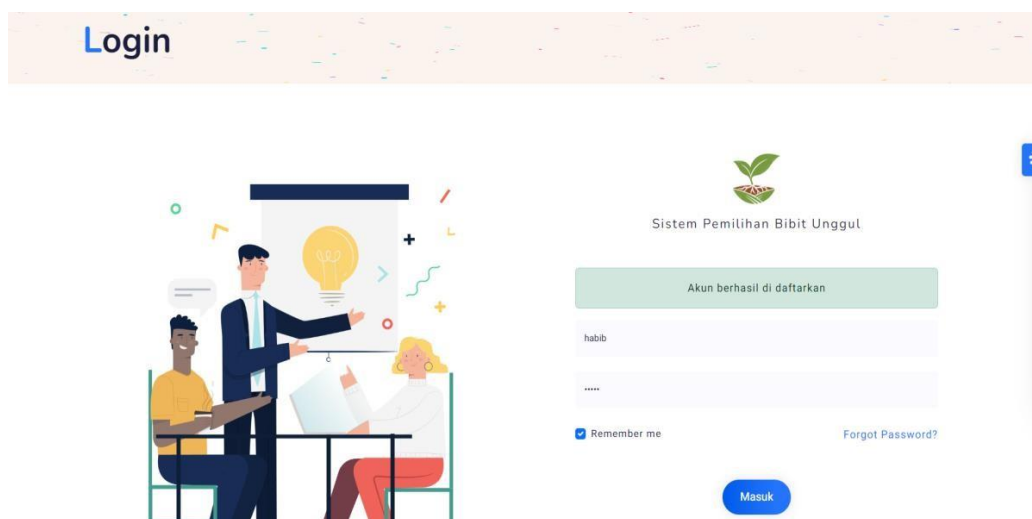 Login
Sistem Pemilihan Bibit Unggul
Akun berhasil di daftarkan
habib
•••••
Remember me
Forgot Password?
Masuk